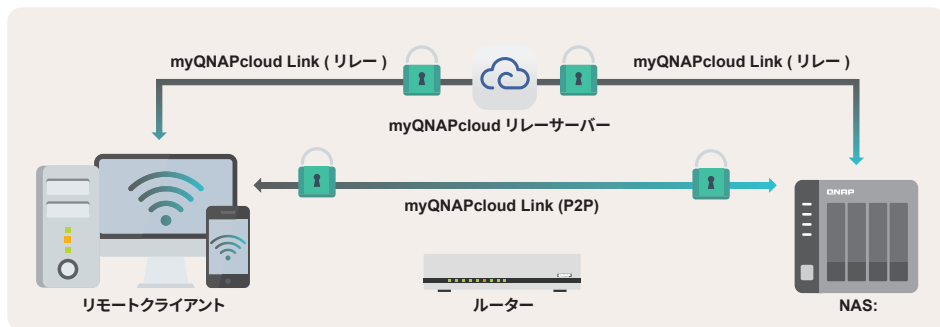 myQNAPcloud Link ( リレー )
myQNAPcloud Link ( リレー )
myQNAPcloud リレーサーバー
myQNAPcloud Link (P2P)
QNAP
リモートクライアント
ルーター
NAS: